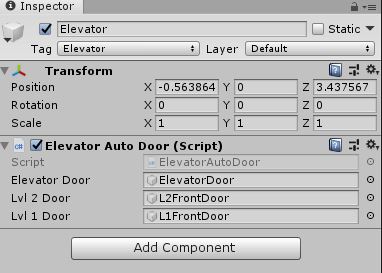 Inspector
Elevator Static
Tag Elevator Layer Default
Transform
Position X -0.563864 Y 0 Z 3.437567
Rotation X 0 Y 0 Z 0
Scale X 1 Y 1 Z 1
Elevator Auto Door (Script)
Script ElevatorAutoDoor
Elevator Door ElevatorDoor
Lvl 2 Door L2FrontDoor
Lvl 1 Door L1FrontDoor
Add Component